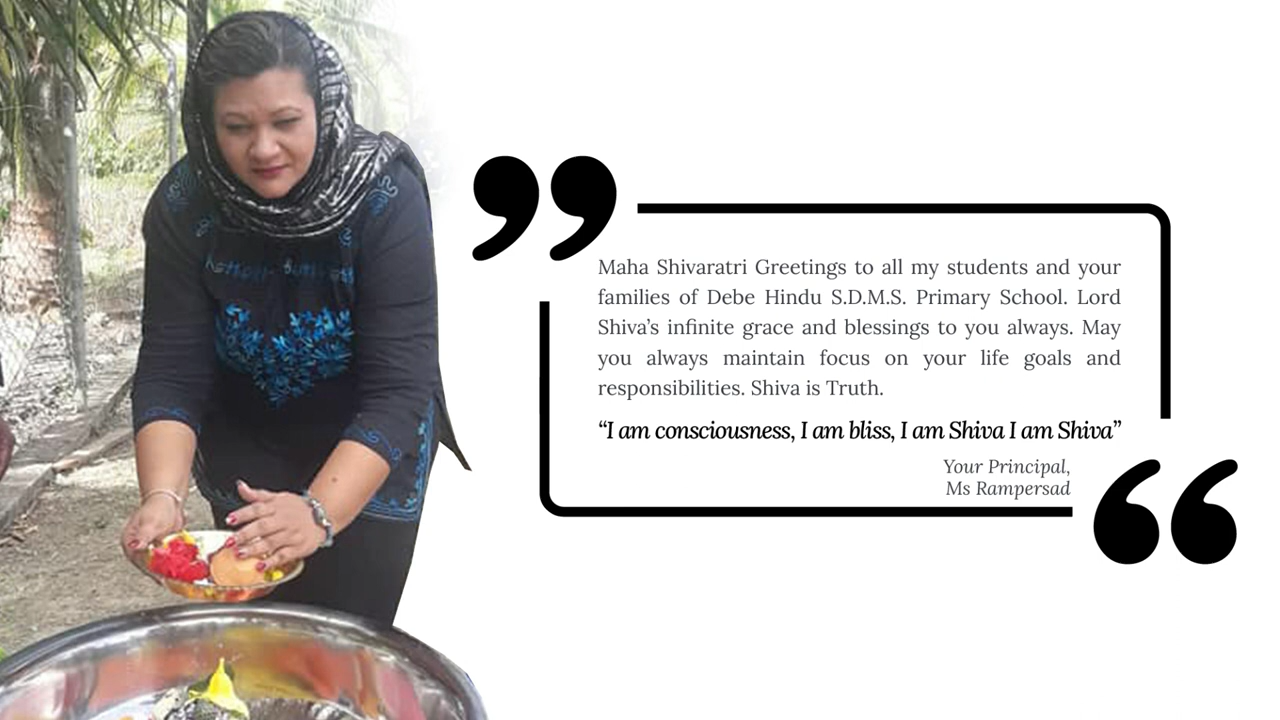 Maha Shivaratri Greetings to all my students and your
families of Debe Hindu S.D.M.S. Primary School. Lord
Shiva’s infinite grace and blessings to you always. May
you always maintain focus on your life goals and
responsibilities. Shiva is Truth.
“I am consciousness, I am bliss, I am Shiva I am Shiva”
Your Principal,
Ms Rampersad